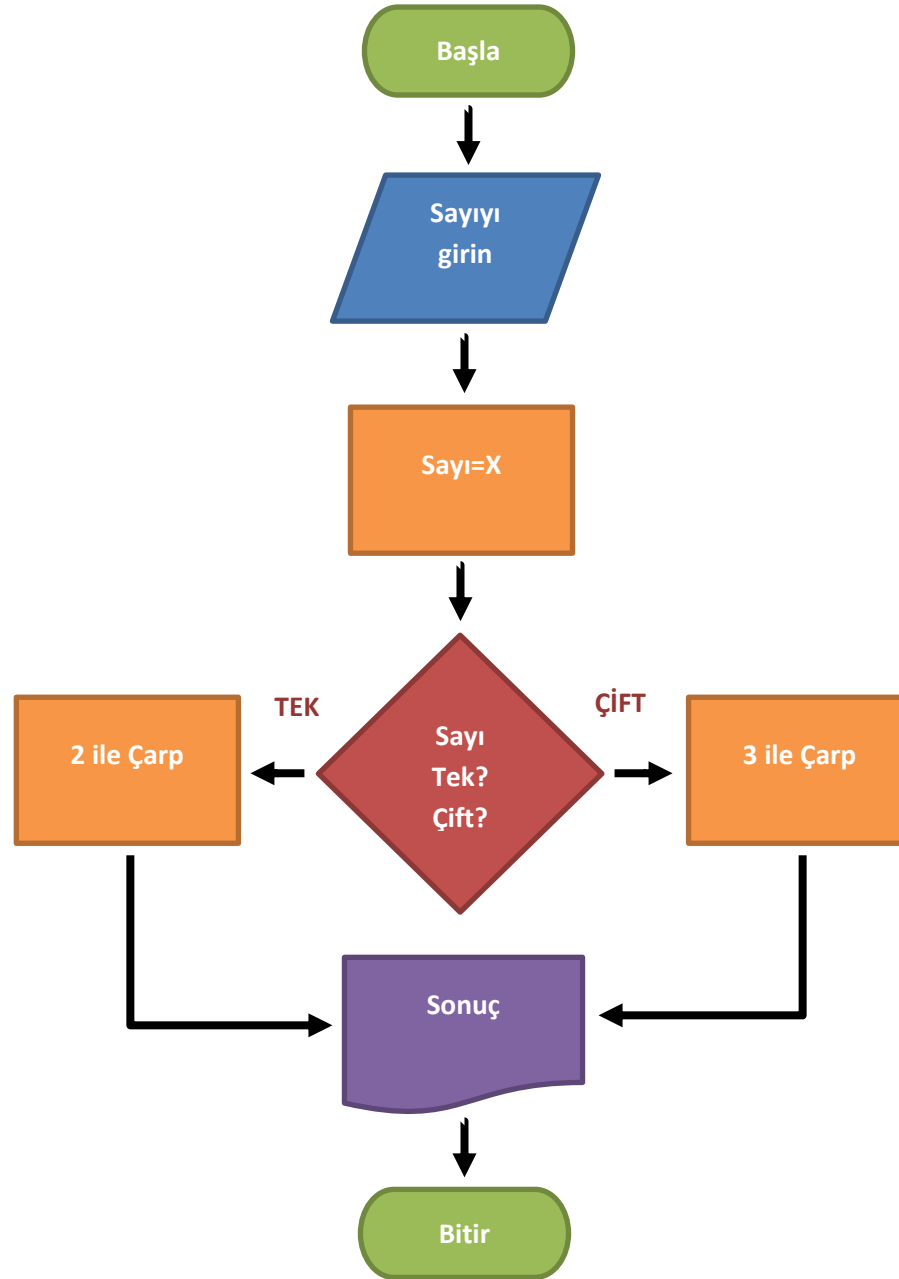 Başla
Sayıyı
girin
Sayı=X
TEK
ÇİFT
2 ile Çarp
Sayı
Tek?
Çift?
3 ile Çarp
Sonuç
Bitir